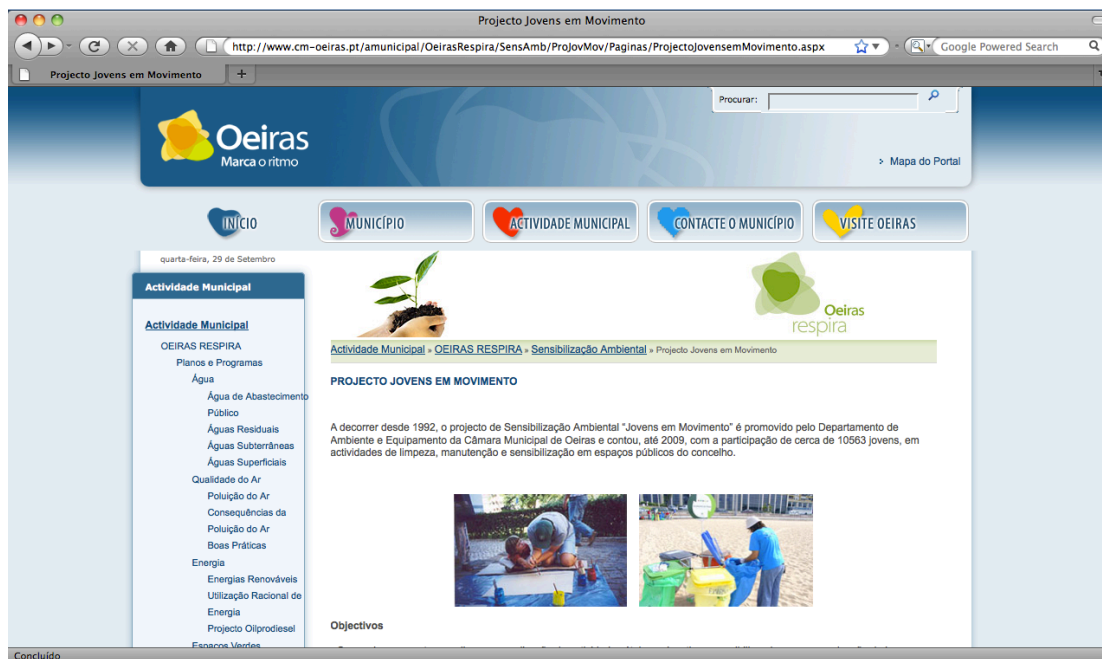 Projecto Jovens em Movimento
http://www.cm-oeiras.pt/amunicipal/OeirasRespira/SensAmb/ProJovMov/Paginas/ProjectoJovensemMovimento.aspx
Google Powered Search
Projecto Jovens em Movimento
Procurar:
Oeiras
Marca o ritmo
Mapa do Portal
INÍCIO
MUNICÍPIO
ACTIVIDADE MUNICIPAL
CONTACTE O MUNICÍPIO
VISITE OEIRAS
quarta-feira, 29 de Setembro
Actividade Municipal
Actividade Municipal
OEIRAS RESPIRA
Planos e Programas
Água
Água de Abastecimento
Público
Águas Residuais
Águas Subterrâneas
Águas Superficiais
Qualidade do Ar
Poluição do Ar
Consequências da
Poluição do Ar
Boas Práticas
Energia
Energias Renováveis
Utilização Racional de
Energia
Projecto Oilprodiesel
Espaços Verdes
Oeiras
respira
Actividade Municipal » OEIRAS RESPIRA » Sensibilização Ambiental » Projecto Jovens em Movimento
PROJECTO JOVENS EM MOVIMENTO
A decorrer desde 1992, o projecto de Sensibilização Ambiental "Jovens em Movimento" é promovido pelo Departamento de
Ambiente e Equipamento da Câmara Municipal de Oeiras e contou, até 2009, com a participação de cerca de 10563 jovens, em
actividades de limpeza, manutenção e sensibilização em espaços públicos do concelho.
Objectivos
Concluído